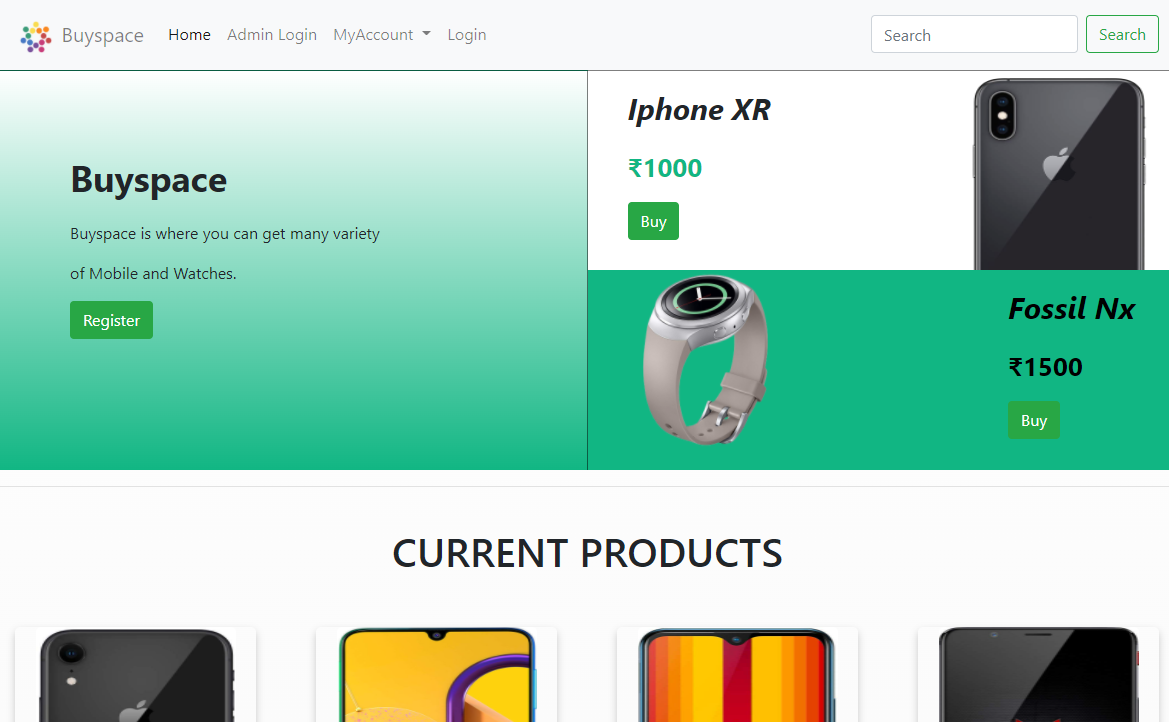 Buyspace
Home
Admin Login
MyAccount
Login
Search
Search
Buyspace
Buyspace is where you can get many variety
of Mobile and Watches.
Register
Iphone XR
₹1000
Buy
Fossil Nx
₹1500
Buy
CURRENT PRODUCTS